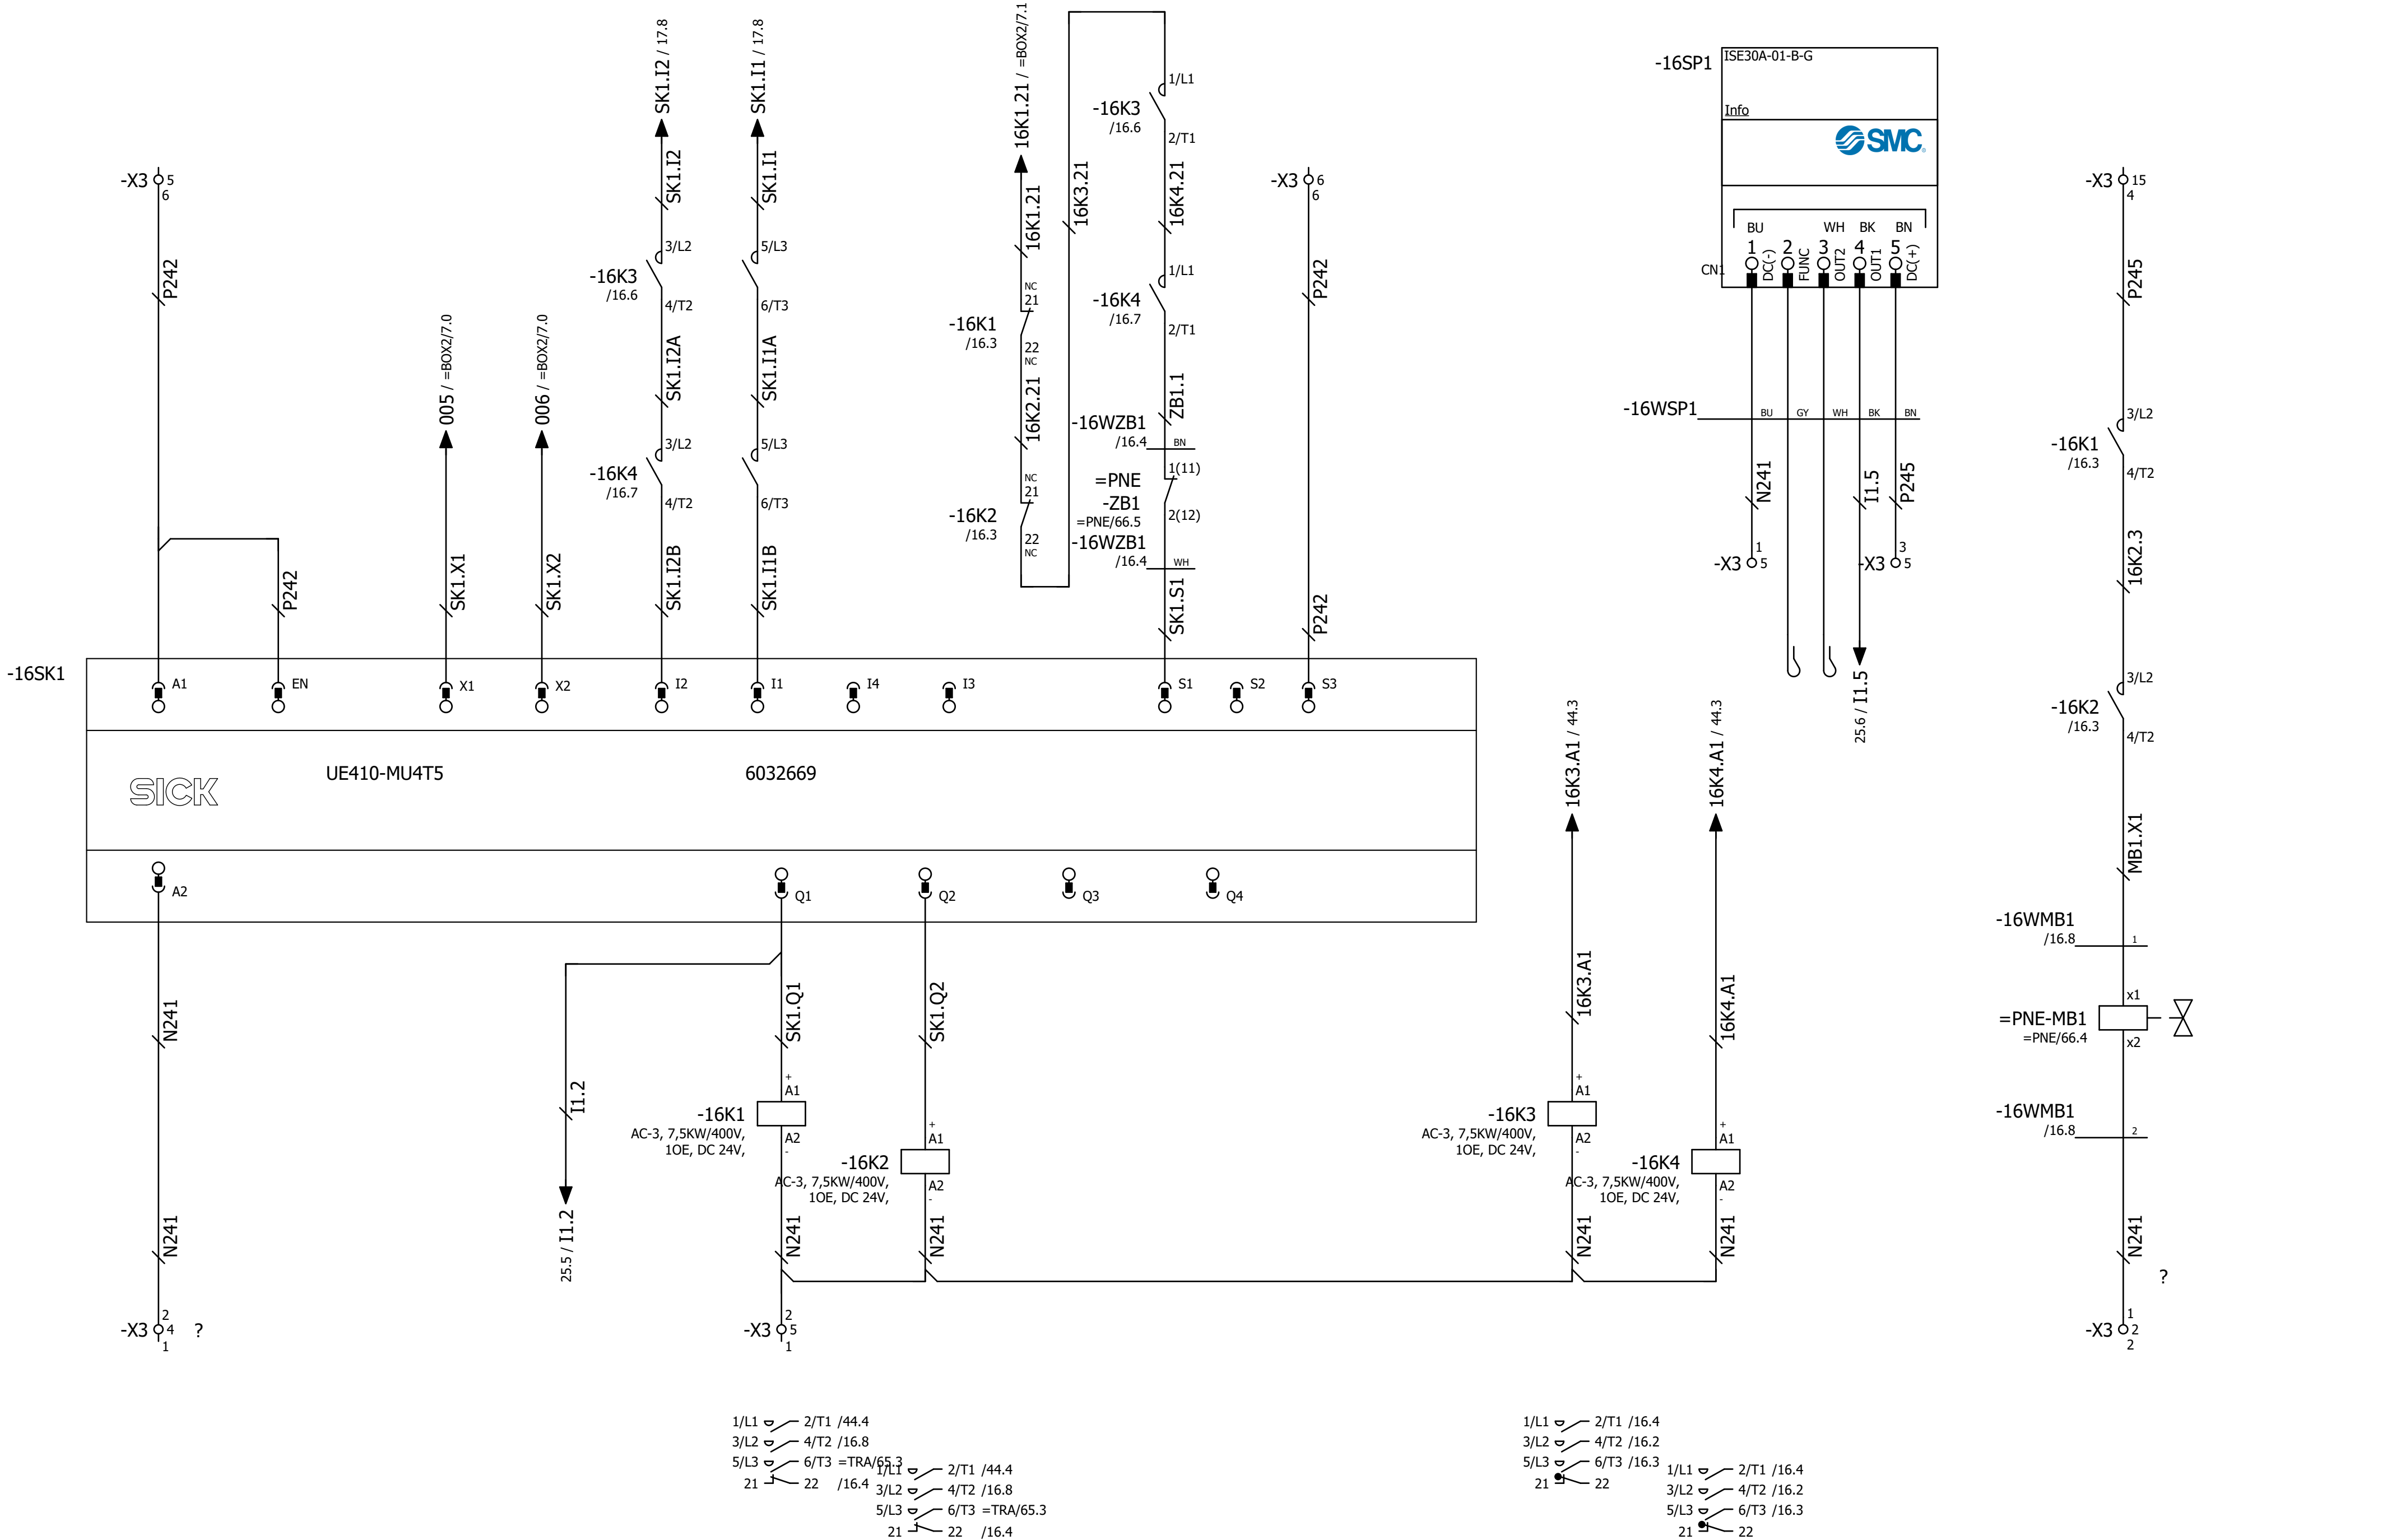 SK1.I2 / 17.8
SK1.I1 / 17.8
16K1.21 / =BOX2/7.1
-16SP1
ISE30A-01-B-G
Info
SMC
-X3
5
6
P242
005 / =BOX2/7.0
SK1.X1
006 / =BOX2/7.0
SK1.X2
P242
SK1.I2
3/L2
-16K3
/16.6
4/T2
SK1.I2A
3/L2
-16K4
/16.7
4/T2
SK1.I2B
SK1.I1
5/L3
6/T3
SK1.I1A
5/L3
6/T3
SK1.I1B
16K1.21
NC
21
-16K1
/16.3
22
NC
16K2.21
NC
21
-16K2
/16.3
22
NC
16K3.21
1/L1
-16K3
/16.6
2/T1
16K4.21
1/L1
-16K4
/16.7
2/T1
ZB1.1
-16WZB1
/16.4
BN
1(11)
=PNE
-ZB1
=PNE/66.5
2(12)
-16WZB1
/16.4
WH
SK1.S1
-X3
6
6
P242
P242
BU WH BK BN
1 2 3 4 5
CN1
DC(-)
FUNC
OUT2
OUT1
DC(+)
-16WSP1
BU GY WH BK BN
N241
I1.5
P245
-X3
1
5
-X3
3
5
25.6 / I1.5
-X3
15
4
P245
3/L2
-16K1
/16.3
4/T2
16K2.3
3/L2
-16K2
/16.3
4/T2
MB1.X1
-16WMB1
/16.8
1
x1
=PNE-MB1
=PNE/66.4
x2
-16WMB1
/16.8
2
N241
?
1
-X3
2
2
-16SK1
A1 EN X1 X2 I2 I1 I4 I3 S1 S2 S3
SICK
UE410-MU4T5
6032669
A2 Q1 Q2 Q3 Q4
N241
N241
2
-X3
4
?
1
I1.2
25.5 / I1.2
SK1.Q1
+
A1
-16K1
AC-3, 7,5KW/400V,
1OE, DC 24V,
A2
-
N241
2
-X3
5
1
SK1.Q2
+
A1
-16K2
AC-3, 7,5KW/400V,
1OE, DC 24V,
A2
-
N241
16K3.A1 / 44.3
16K3.A1
+
A1
-16K3
AC-3, 7,5KW/400V,
1OE, DC 24V,
A2
-
N241
16K4.A1 / 44.3
16K4.A1
+
A1
-16K4
AC-3, 7,5KW/400V,
1OE, DC 24V,
A2
-
N241
1/L1 2/T1 /44.4
3/L2 4/T2 /16.8
5/L3 6/T3 =TRA/65.3
21 22 /16.4
1/L1 2/T1 /44.4
3/L2 4/T2 /16.8
5/L3 6/T3 =TRA/65.3
21 22 /16.4
1/L1 2/T1 /16.4
3/L2 4/T2 /16.2
5/L3 6/T3 /16.3
21 22
1/L1 2/T1 /16.4
3/L2 4/T2 /16.2
5/L3 6/T3 /16.3
21 22